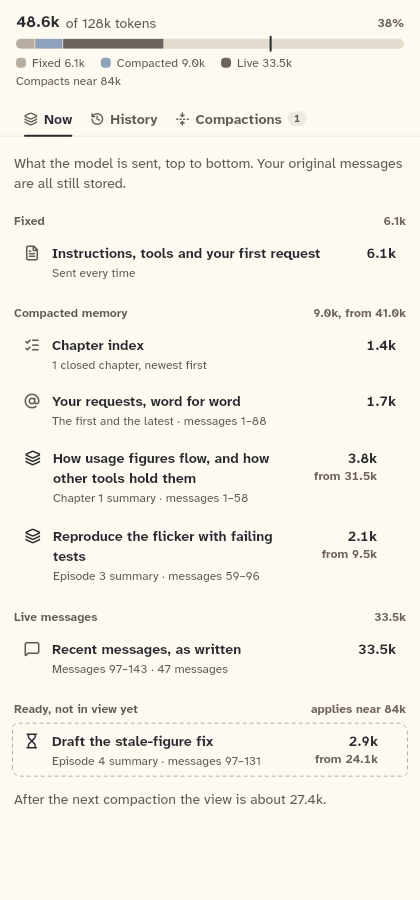 48.6k of 128k tokens 38%
Fixed 6.1k Compacted 9.0k Live 33.5k
Compacts near 84k
Now History Compactions 1
What the model is sent, top to bottom. Your original messages
are all still stored.
Fixed 6.1k
Instructions, tools and your first request 6.1k
Sent every time
Compacted memory 9.0k, from 41.0k
Chapter index 1.4k
1 closed chapter, newest first
Your requests, word for word 1.7k
The first and the latest · messages 1–88
How usage figures flow, and how 3.8k
other tools hold them from 31.5k
Chapter 1 summary · messages 1–58
Reproduce the flicker with failing 2.1k
tests from 9.5k
Episode 3 summary · messages 59–96
Live messages 33.5k
Recent messages, as written 33.5k
Messages 97–143 · 47 messages
Ready, not in view yet applies near 84k
Draft the stale-figure fix 2.9k
Episode 4 summary · messages 97–131 from 24.1k
After the next compaction the view is about 27.4k.